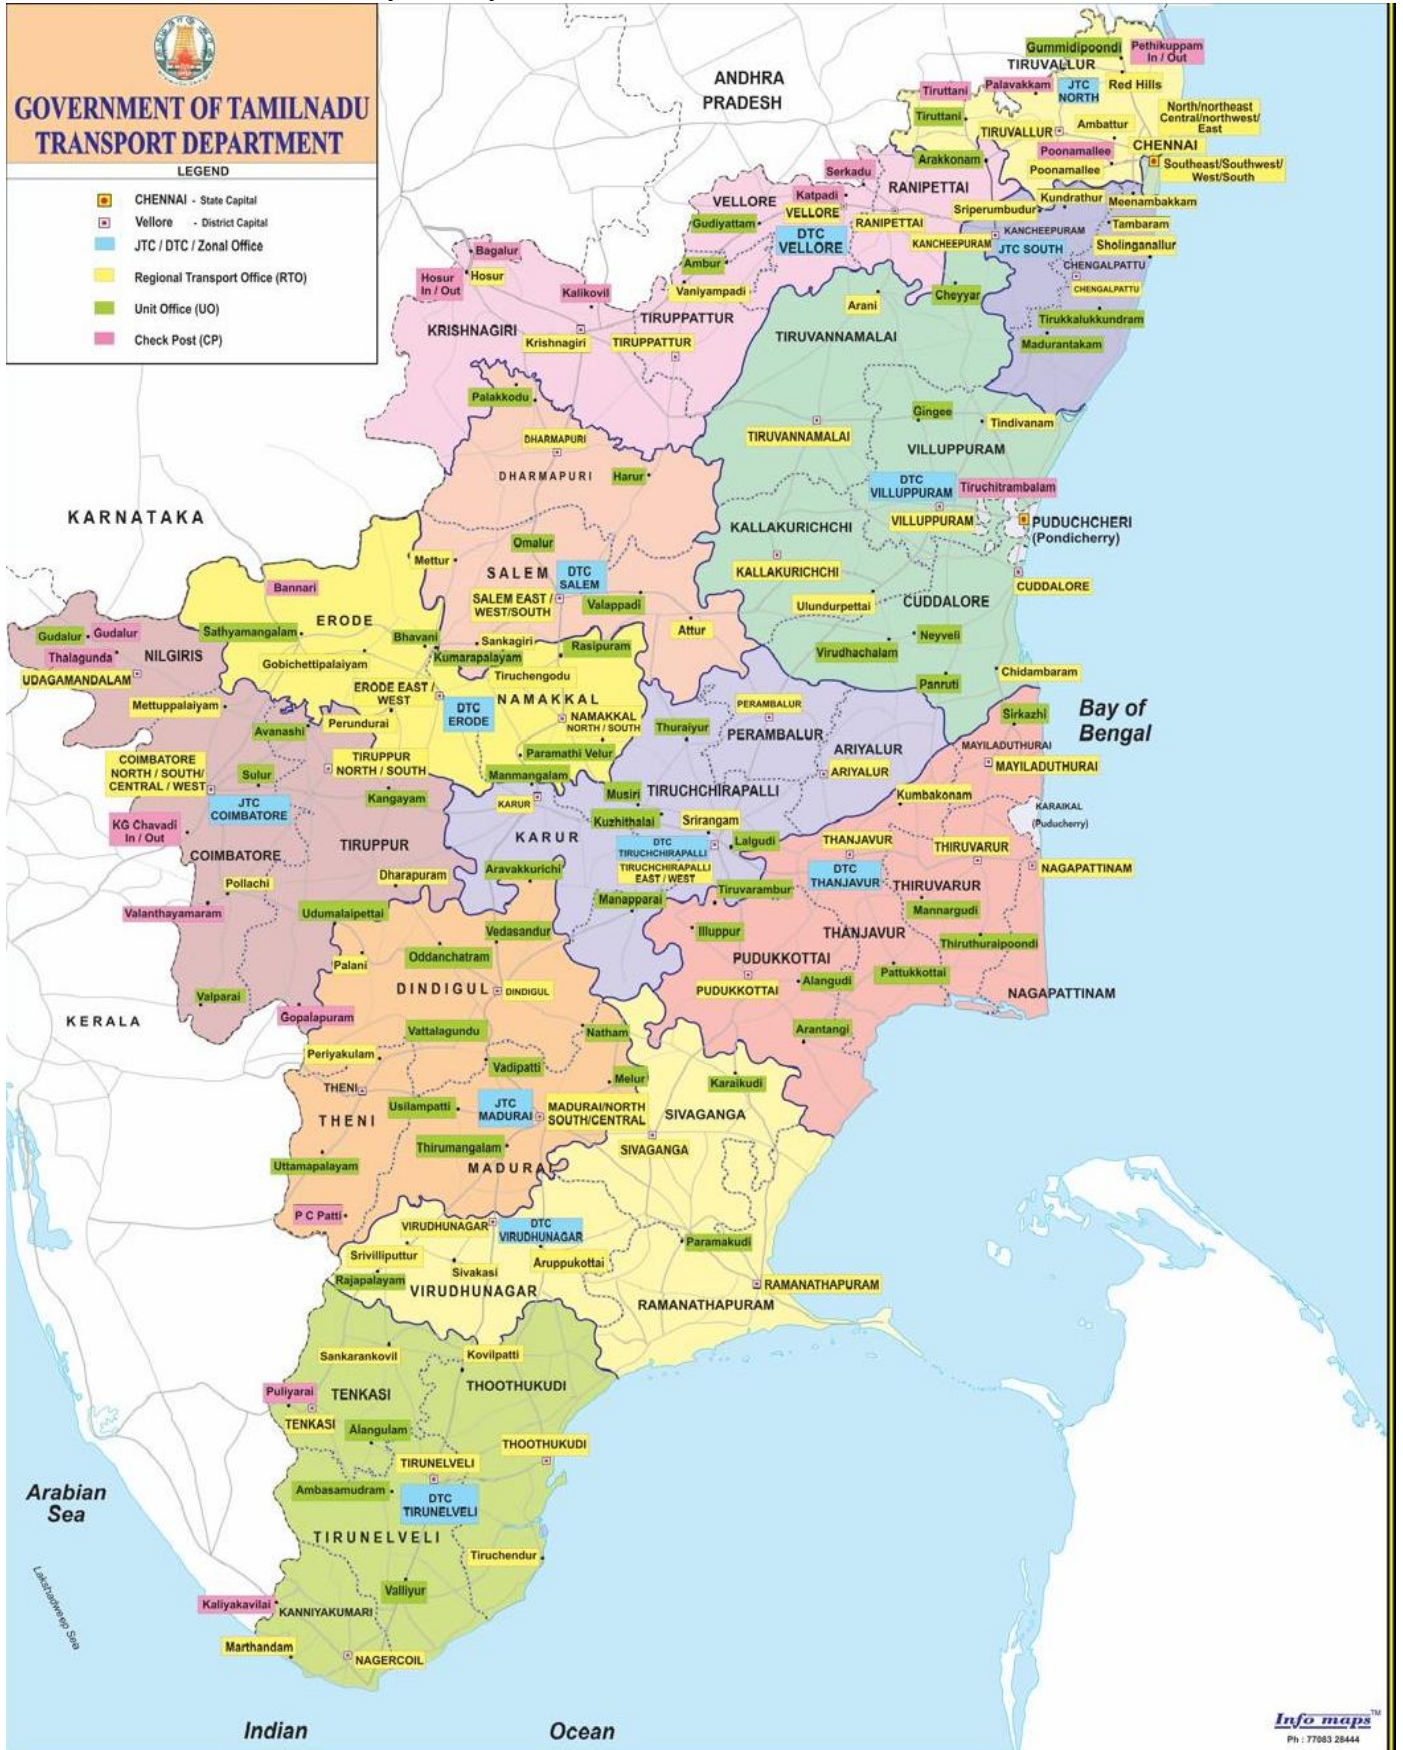 GOVERNMENT OF TAMILNADU
TRANSPORT DEPARTMENT
LEGEND
CHENNAI - State Capital
Vellore - District Capital
JTC / DTC / Zonal Office
Regional Transport Office (RTO)
Unit Office (UO)
Check Post (CP)
ANDHRA
PRADESH
Gummidipoondi
Pethikuppam
In / Out
TIRUVALLUR
Tiruttani
Palavakkam
JTC
NORTH
Red Hills
Tiruttani
North/northeast
Central/northwest/
East
TIRUVALLUR
Ambattur
CHENNAI
Poonamallee
Arakkonam
Poonamallee
Southeast/Southwest/
West/South
Serkadu
RANIPETTAI
VELLORE
Katpadi
VELLORE
Gudiyattam
RANIPETTAI
Sriperumbudur
Kundrathur
Meenambakkam
Tambaram
KANCHEEPURAM
DTC
VELLORE
KANCHEEPURAM
JTC SOUTH
Sholinganallur
CHENGALPATTU
CHENGALPATTU
Bagalur
Hosur
In / Out
Hosur
Ambur
Vaniyampadi
Kalikovil
Arani
Cheyyar
Tirukkalukkundram
Madurantakam
KRISHNAGIRI
TIRUPPATTUR
Krishnagiri
TIRUPPATTUR
TIRUVANNAMALAI
Palakkodu
Gingee
Tindivanam
DHARMAPURI
TIRUVANNAMALAI
VILLUPPURAM
DHARMAPURI
Harur
DTC
VILLUPPURAM
Tiruchitrambalam
VILLUPPURAM
PUDUCHCHERI
(Pondicherry)
KARNATAKA
KALLAKURICHCHI
KALLAKURICHCHI
Omalur
Mettur
SALEM
DTC
SALEM
SALEM EAST /
WEST/SOUTH
Valappadi
CUDDALORE
Ulundurpettai
CUDDALORE
Bannari
ERODE
Sathyamangalam
Bhavani
Sankagiri
Kumarapalayam
Rasipuram
Attur
Neyveli
Virudhachalam
Gudalur
Gudalur
Thalagunda
NILGIRIS
UDAGAMANDALAM
Gobichettipalaiyam
Tiruchengodu
Panruti
Chidambaram
Mettuppalaiyam
ERODE EAST /
WEST
DTC
ERODE
NAMAKKAL
NAMAKKAL
NORTH / SOUTH
PERAMBALUR
PERAMBALUR
Thuraiyur
Sirkazhi
Bay of
Bengal
Avanashi
Perundurai
Paramathi Velur
ARIYALUR
ARIYALUR
MAYILADUTHURAI
MAYILADUTHURAI
COIMBATORE
NORTH / SOUTH/
CENTRAL / WEST
Sulur
TIRUPPUR
NORTH / SOUTH
Manmangalam
KARUR
Musiri
TIRUCHCHIRAPALLI
Kumbakonam
KARAIKAL
(Puducherry)
JTC
COIMBATORE
Kangayam
Kuzhithalai
Srirangam
KG Chavadi
In / Out
COIMBATORE
TIRUPPUR
KARUR
DTC
TIRUCHCHIRAPALLI
TIRUCHCHIRAPALLI
EAST / WEST
Lalgudi
THANJAVUR
DTC
THANJAVUR
THIRUVARUR
NAGAPATTINAM
Pollachi
Dharapuram
Aravakkurichi
Manapparai
Tiruvarambur
THIRUVARUR
Valanthayamaram
Udumalaipettai
Vedasandur
Illuppur
THANJAVUR
Mannargudi
Thiruthuraipoondi
Palani
Oddanchatram
PUDUKKOTTAI
PUDUKKOTTAI
Alangudi
Pattukkottai
Valparai
DINDIGUL
DINDIGUL
NAGAPATTINAM
KERALA
Gopalapuram
Vattalagundu
Natham
Arantangi
Periyakulam
Vadipatti
THENI
THENI
Melur
Karaikudi
Usilampatti
JTC
MADURAI
MADURAI/NORTH
SOUTH/CENTRAL
SIVAGANGA
SIVAGANGA
Thirumangalam
MADURAI
Uttamapalayam
P C Patti
VIRUDHUNAGAR
DTC
VIRUDHUNAGAR
Paramakudi
Srivilliputtur
Sivakasi
Aruppukottai
Rajapalayam
VIRUDHUNAGAR
RAMANATHAPURAM
RAMANATHAPURAM
Sankarankovil
Kovilpatti
Puliyarai
TENKASI
THOOTHUKUDI
TENKASI
Alangulam
THOOTHUKUDI
TIRUNELVELI
Ambasamudram
DTC
TIRUNELVELI
Arabian
Sea
TIRUNELVELI
Tiruchendur
Valliyur
Lakshadweep Sea
Kaliyakavilai
KANNIYAKUMARI
Marthandam
NAGERCOIL
Indian Ocean
Info maps TM
Ph : 77083 28444